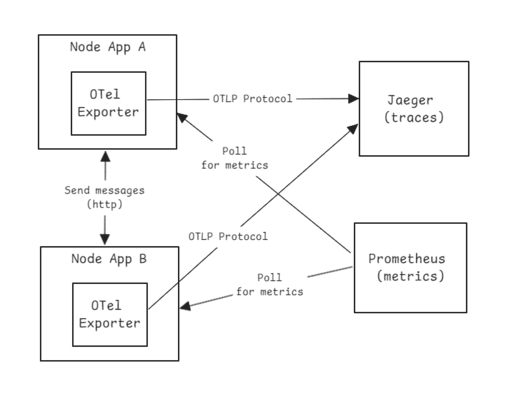 Node App A
OTel
Exporter
OTLP Protocol
Jaeger
(traces)
Poll
for metrics
Send messages
(http)
OTLP Protocol
Node App B
OTel
Exporter
Poll
for metrics
Prometheus
(metrics)